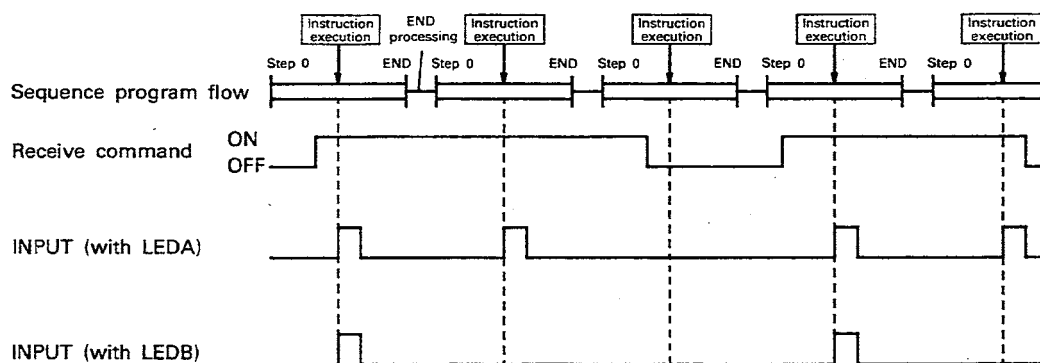 Instruction execution
END processing
Instruction execution
Instruction execution
Instruction execution
Instruction execution
Step 0 END Step 0 END Step 0 END Step 0 END Step 0
Sequence program flow
Receive command
ON
OFF
INPUT (with LEDA)
INPUT (with LEDB)